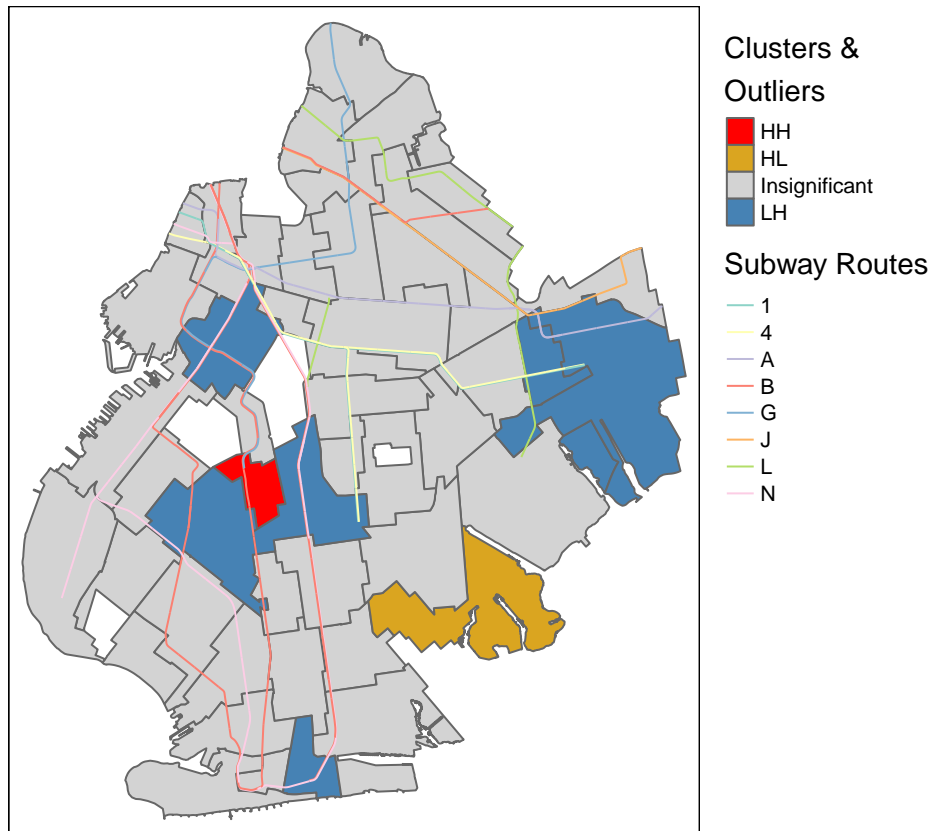 Clusters &
Outliers
HH
HL
Insignificant
LH
Subway Routes
1
4
A
B
G
J
L
N